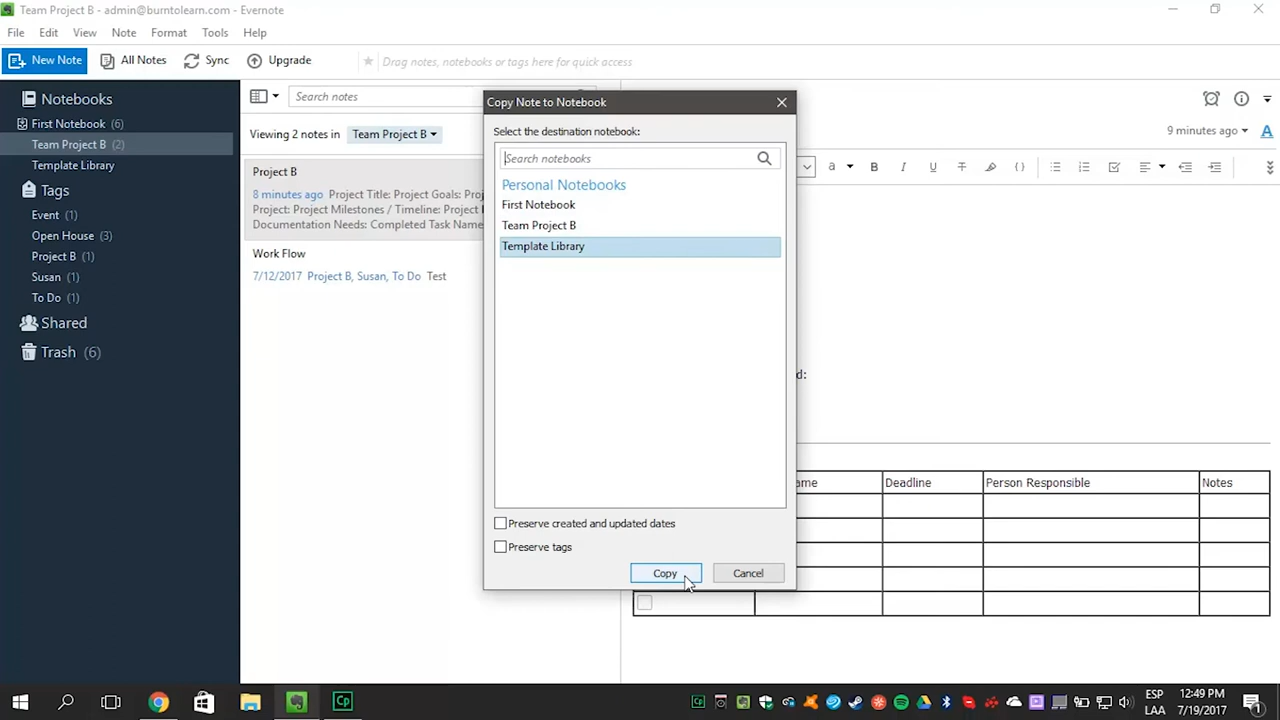 Team Project B - admin@burntolearn.com - Evernote
File Edit View Note Format Tools Help
New Note All Notes Sync Upgrade Drag notes, notebooks or tags here for quick access
Notebooks
First Notebook (6)
Team Project B (2)
Template Library
Tags
Event (1)
Open House (3)
Project B (1)
Susan (1)
To Do (1)
Shared
Trash (6)
Search notes
Viewing 2 notes in Team Project B
Project B
8 minutes ago Project Title: Project Goals: Proj
Project: Project Milestones / Timeline: Project
Documentation Needs: Completed Task Name
Work Flow
7/12/2017 Project B, Susan, To Do Test
Copy Note to Notebook
Select the destination notebook:
Search notebooks
Personal Notebooks
First Notebook
Team Project B
Template Library
Preserve created and updated dates
Preserve tags
Copy Cancel
9 minutes ago A
a B I U T {}
d:
ame Deadline Person Responsible Notes
Cp Cp ESP 12:49 PM
LAA 7/19/2017 1